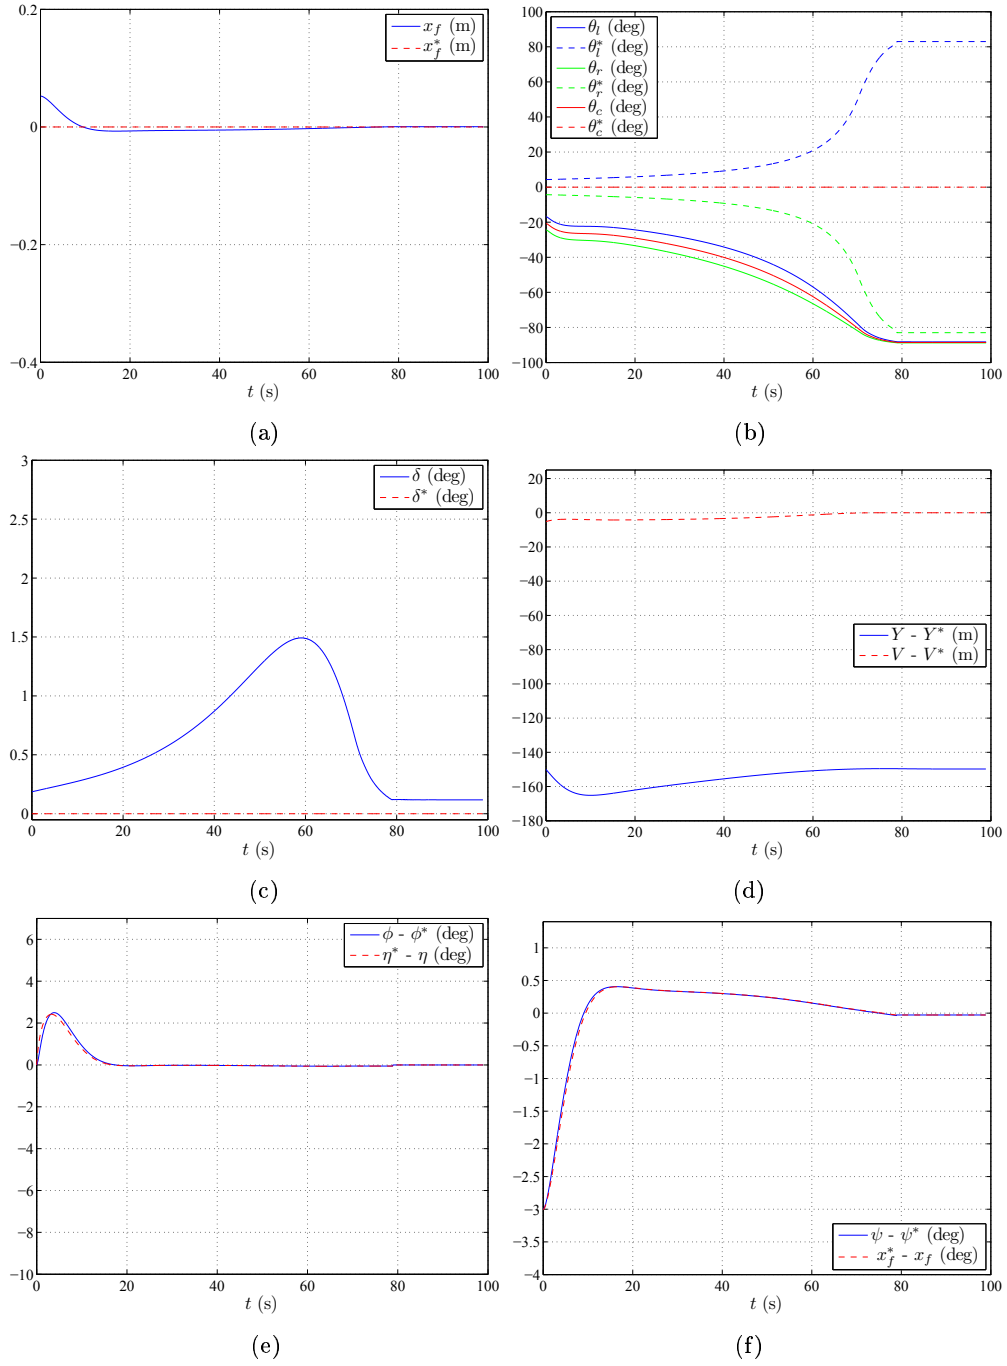 0.2
0
−0.2
−0.4
0 20 40 60 80 100
x_f (m)
x_f^* (m)
t (s)
(a)
100
80
60
40
20
0
−20
−40
−60
−80
−100
0 20 40 60 80 100
θ_l (deg)
θ_l^* (deg)
θ_r (deg)
θ_r^* (deg)
θ_c (deg)
θ_c^* (deg)
t (s)
(b)
3
2.5
2
1.5
1
0.5
0
0 20 40 60 80 100
δ (deg)
δ^* (deg)
t (s)
(c)
20
0
−20
−40
−60
−80
−100
−120
−140
−160
−180
0 20 40 60 80 100
Y - Y^* (m)
V - V^* (m)
t (s)
(d)
6
4
2
0
−2
−4
−6
−8
−10
0 20 40 60 80 100
ϕ - ϕ^* (deg)
η^* - η (deg)
t (s)
(e)
1
0.5
0
−0.5
−1
−1.5
−2
−2.5
−3
−3.5
−4
0 20 40 60 80 100
ψ - ψ^* (deg)
x_f^* - x_f (deg)
t (s)
(f)